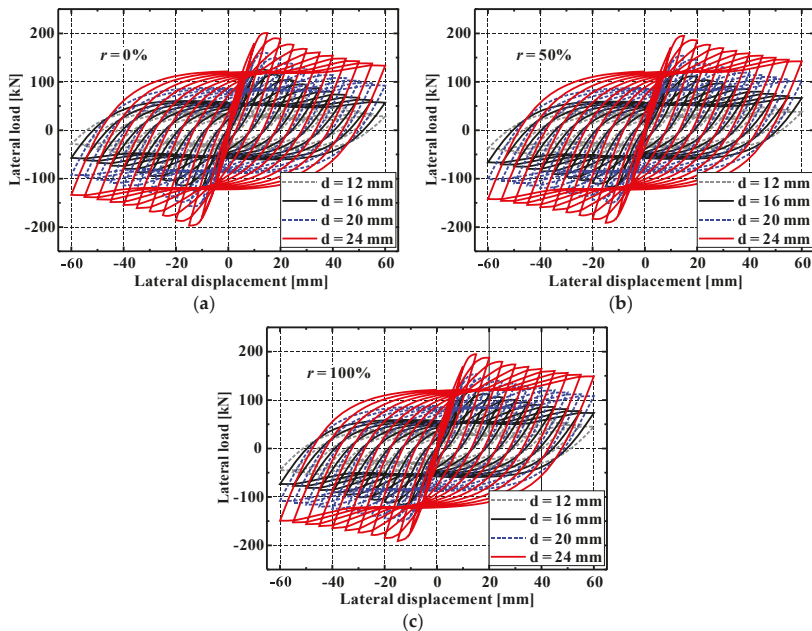 200
100
0
-100
-200
Lateral load [kN]
r = 0%
d = 12 mm
d = 16 mm
d = 20 mm
d = 24 mm
-60 -40 -20 0 20 40 60
Lateral displacement [mm]
(a)
200
100
0
-100
-200
Lateral load [kN]
r = 50%
d = 12 mm
d = 16 mm
d = 20 mm
d = 24 mm
-60 -40 -20 0 20 40 60
Lateral displacement [mm]
(b)
200
100
0
-100
-200
Lateral load [kN]
r = 100%
d = 12 mm
d = 16 mm
d = 20 mm
d = 24 mm
-60 -40 -20 0 20 40 60
Lateral displacement [mm]
(c)